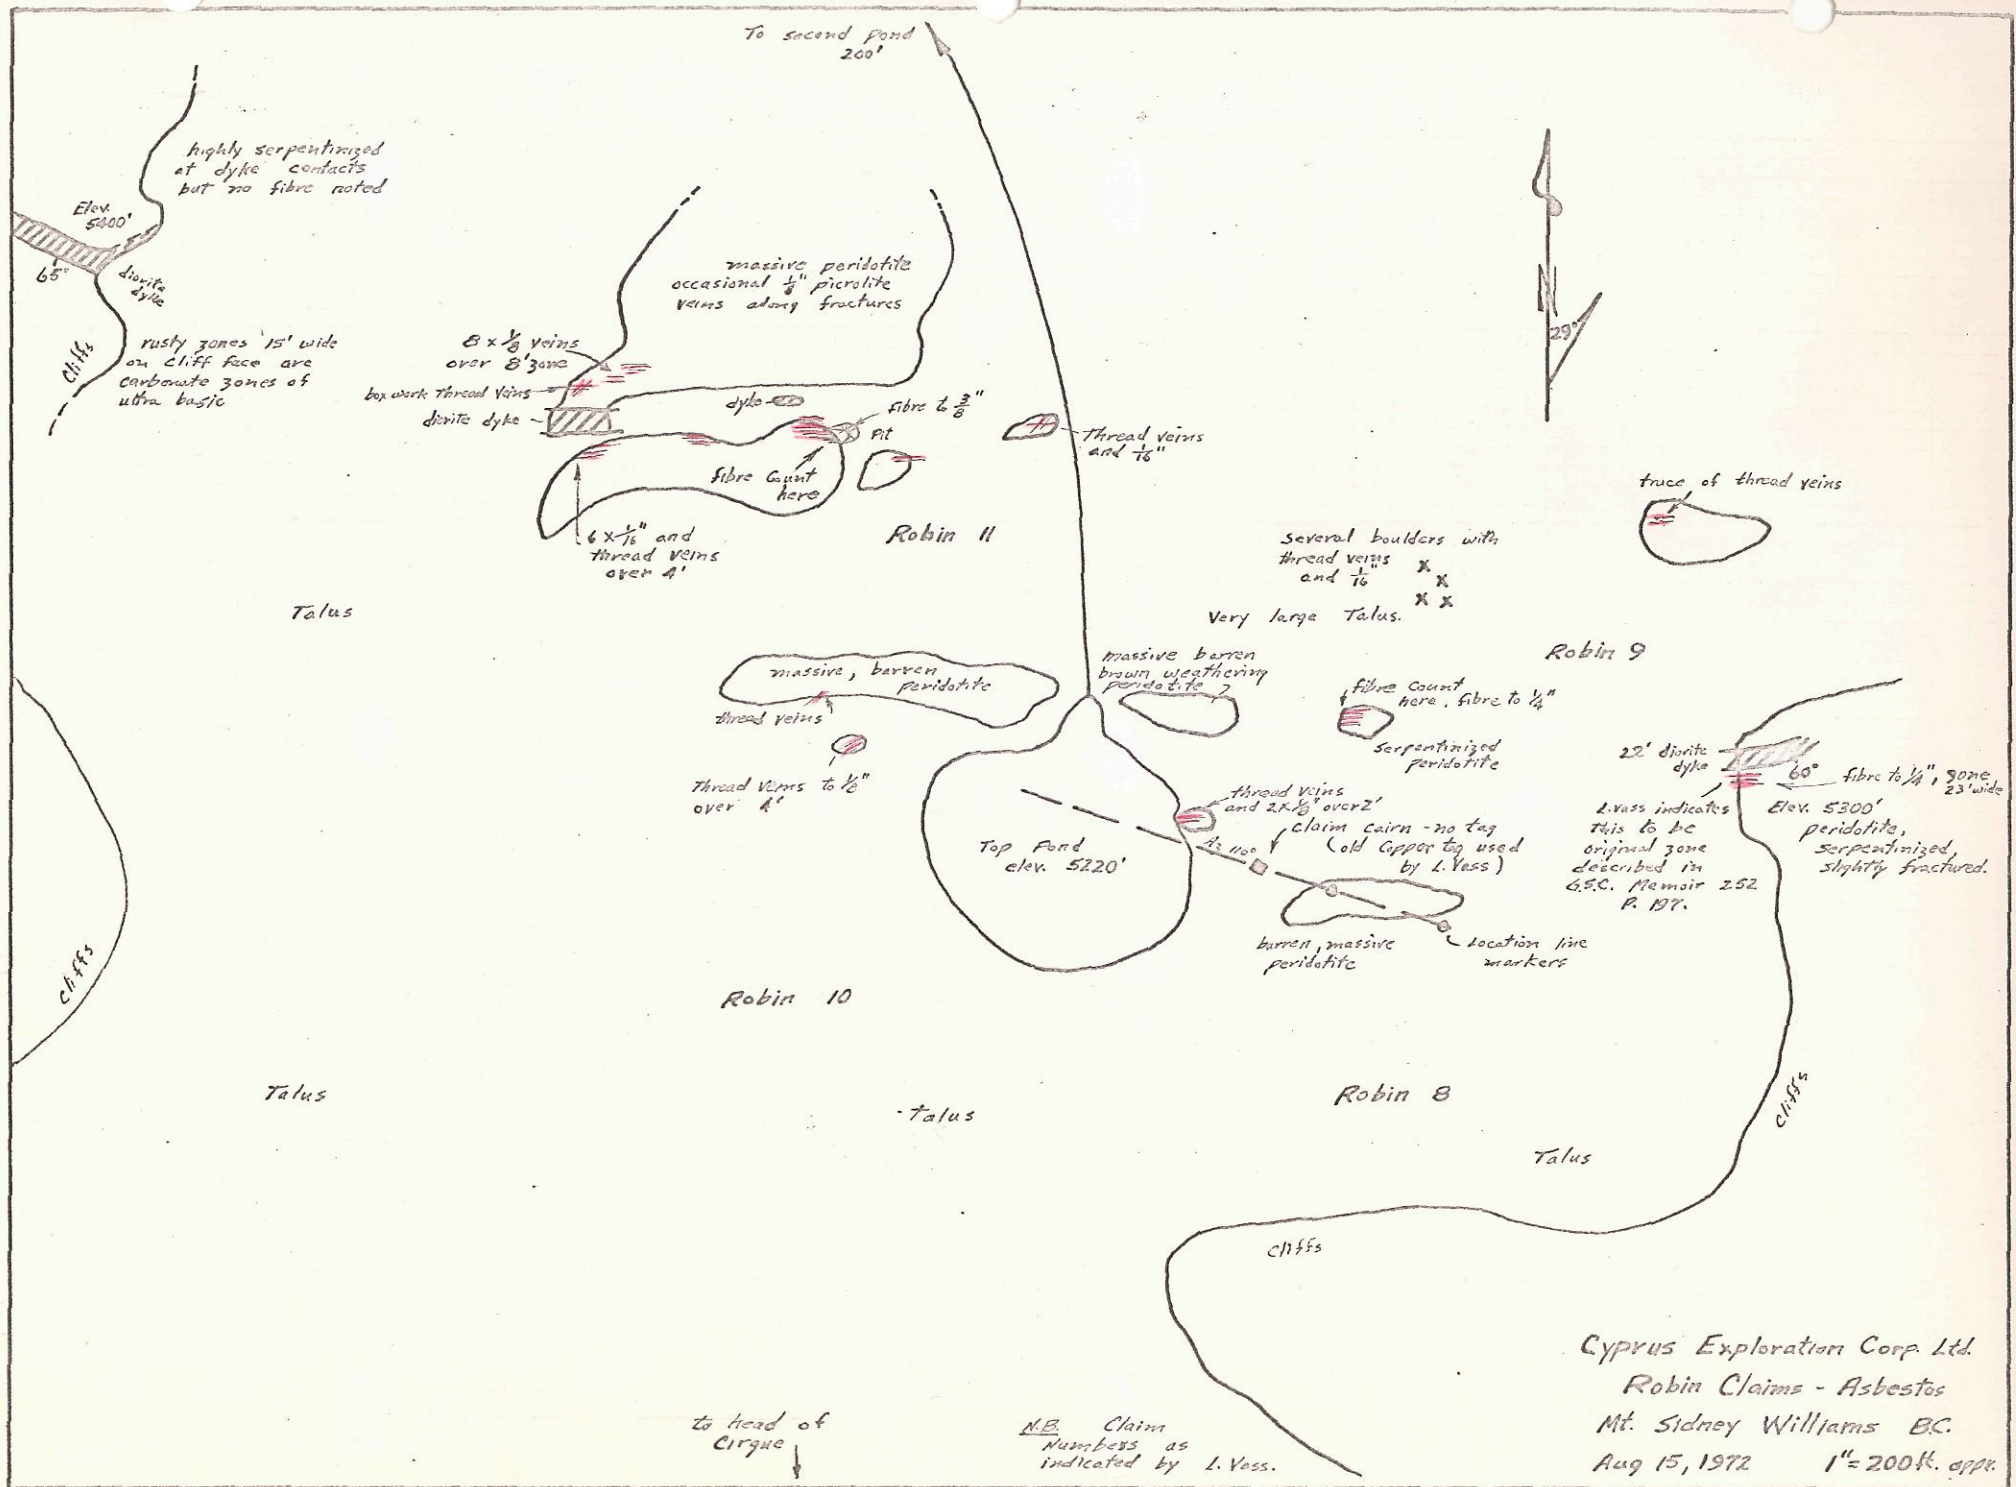 To second pond
200'
highly serpentinized
at dyke contacts
but no fibre noted
Elev.
5400'
65°
diorite
dyke
Cliffs
rusty zones 15' wide
on cliff face are
carbonate zones of
ultra basic
massive peridotite
occasional 1/8" picrolite
veins along fractures
8 x 1/8 veins
over 8' zone
box work Thread Veins
diorite dyke
dyke
fibre to 3/8"
Pit
fibre Count
here
6 x 1/16" and
thread veins
over 4'
Thread veins
and 1/16"
N
29°
trace of thread veins
Robin 11
several boulders with
thread veins
and 1/16"
x
x
x x
Very large Talus.
Talus
Robin 9
massive, barren
peridotite
thread veins
massive barren
brown weathering
peridotite
fibre count
here, fibre to 1/4"
serpentinized
peridotite
Thread veins to 1/8"
over 4'
22' diorite
dyke
60°
fibre to 1/4", zone
23' wide
L. Vass indicates
this to be
original zone
described in
G.S.C. Memoir 252
P. 197.
Elev. 5300'
peridotite,
serpentinized,
slightly fractured.
thread veins
and 2 x 1/8" over 2'
claim cairn - no tag
(old Copper tag used
by L. Vass)
Az 110°
Top Pond
elev. 5220'
barren, massive
peridotite
Location line
markers
Cliffs
Robin 10
Talus
Talus
Robin 8
Talus
Cliffs
Cliffs
to head of
Cirque
N.B. Claim
Numbers as
indicated by L. Vass.
Cyprus Exploration Corp. Ltd.
Robin Claims - Asbestos
Mt. Sidney Williams B.C.
Aug 15, 1972 1" = 200 ft. appx.